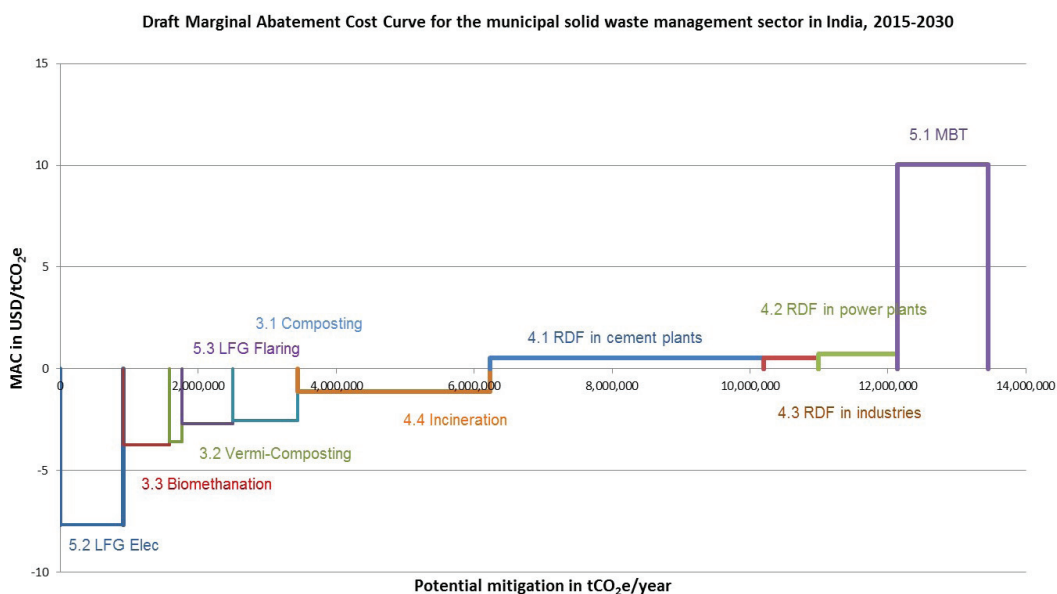 Draft Marginal Abatement Cost Curve for the municipal solid waste management sector in India, 2015-2030
15
5.1 MBT
10
MAC in USD/tCO₂e
5
4.2 RDF in power plants
3.1 Composting
4.1 RDF in cement plants
5.3 LFG Flaring
0
0
2,000,000
4,000,000
6,000,000
8,000,000
10,000,000
12,000,000
14,000,000
4.4 Incineration
4.3 RDF in industries
3.2 Vermi-Composting
-5
3.3 Biomethanation
5.2 LFG Elec
-10
Potential mitigation in tCO₂e/year